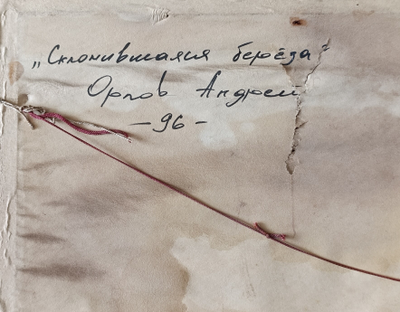 „Склонившаяся берёза”
Орлов Андрей
-96-